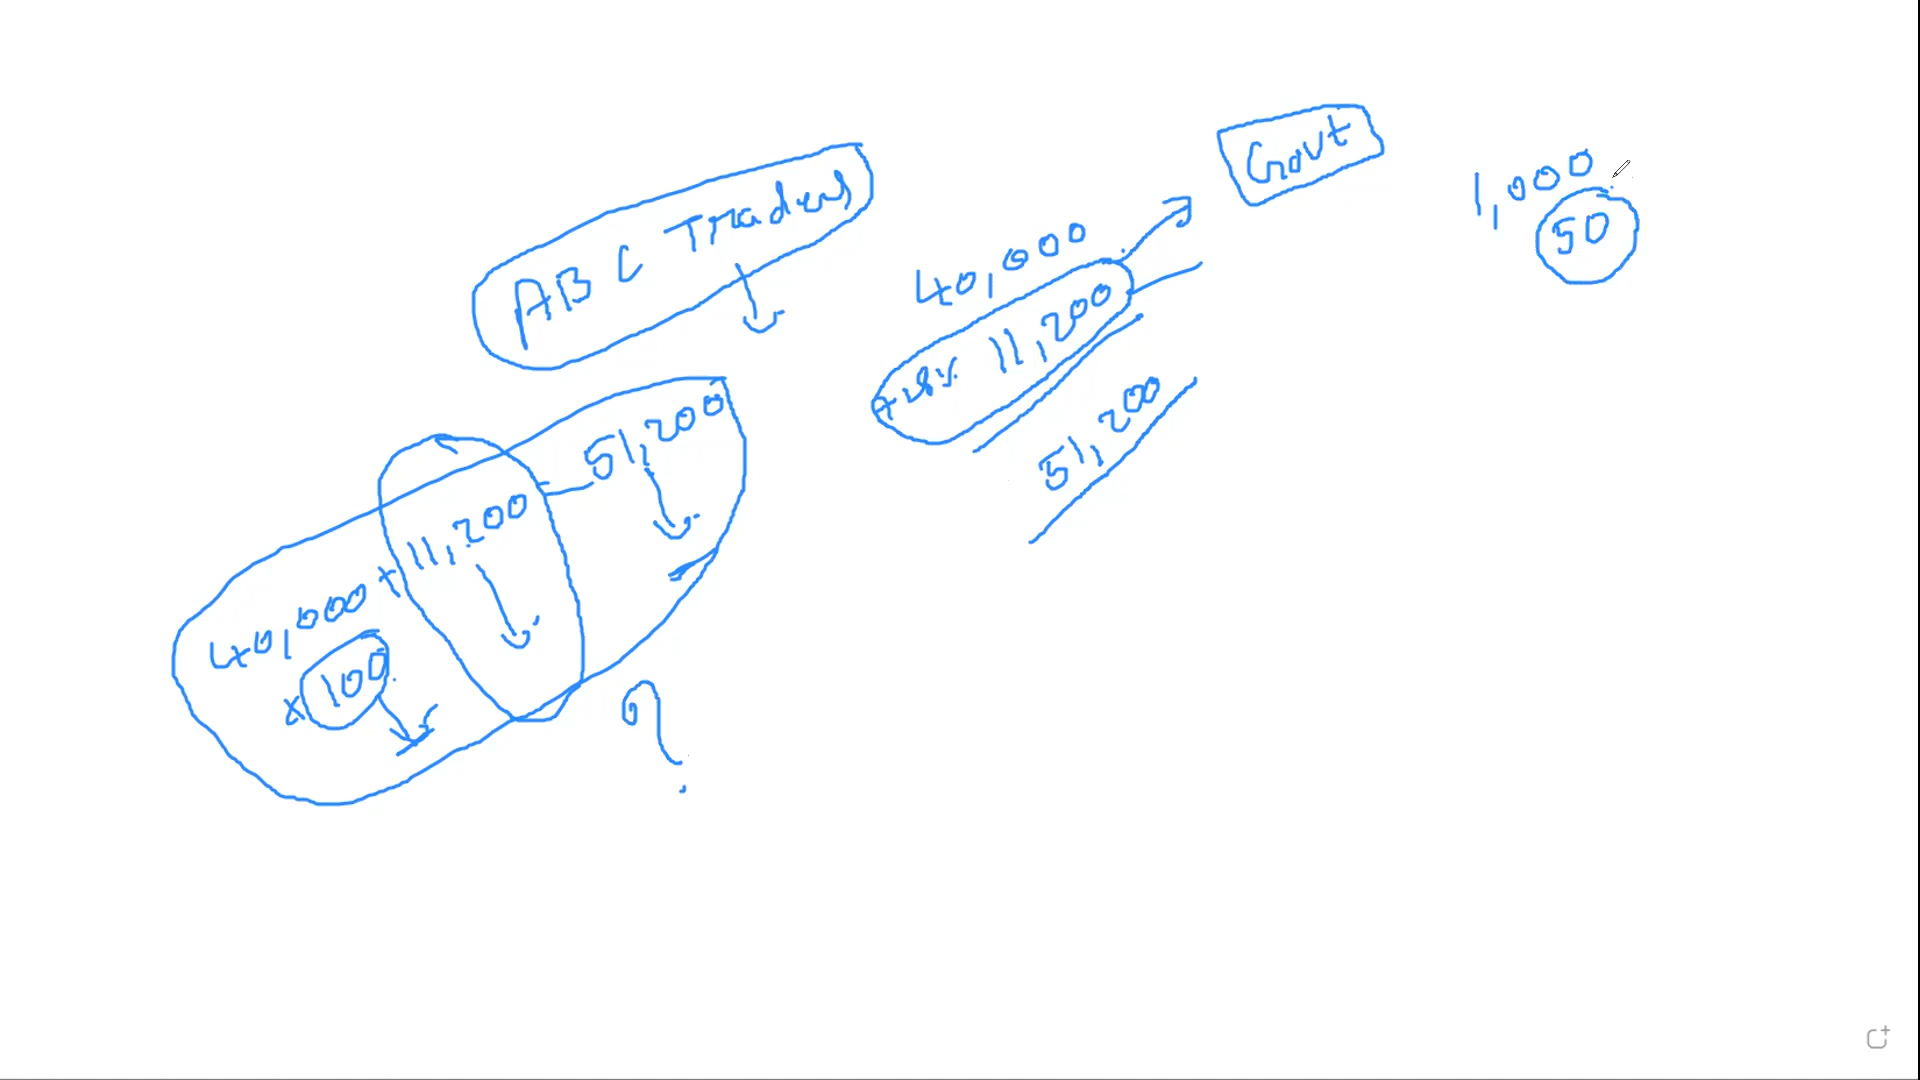 ABC Traders
Govt
1,000
50
40,000
+28% 11,200
51,200
40,000 + 11,200 - 51,200
x 100
?